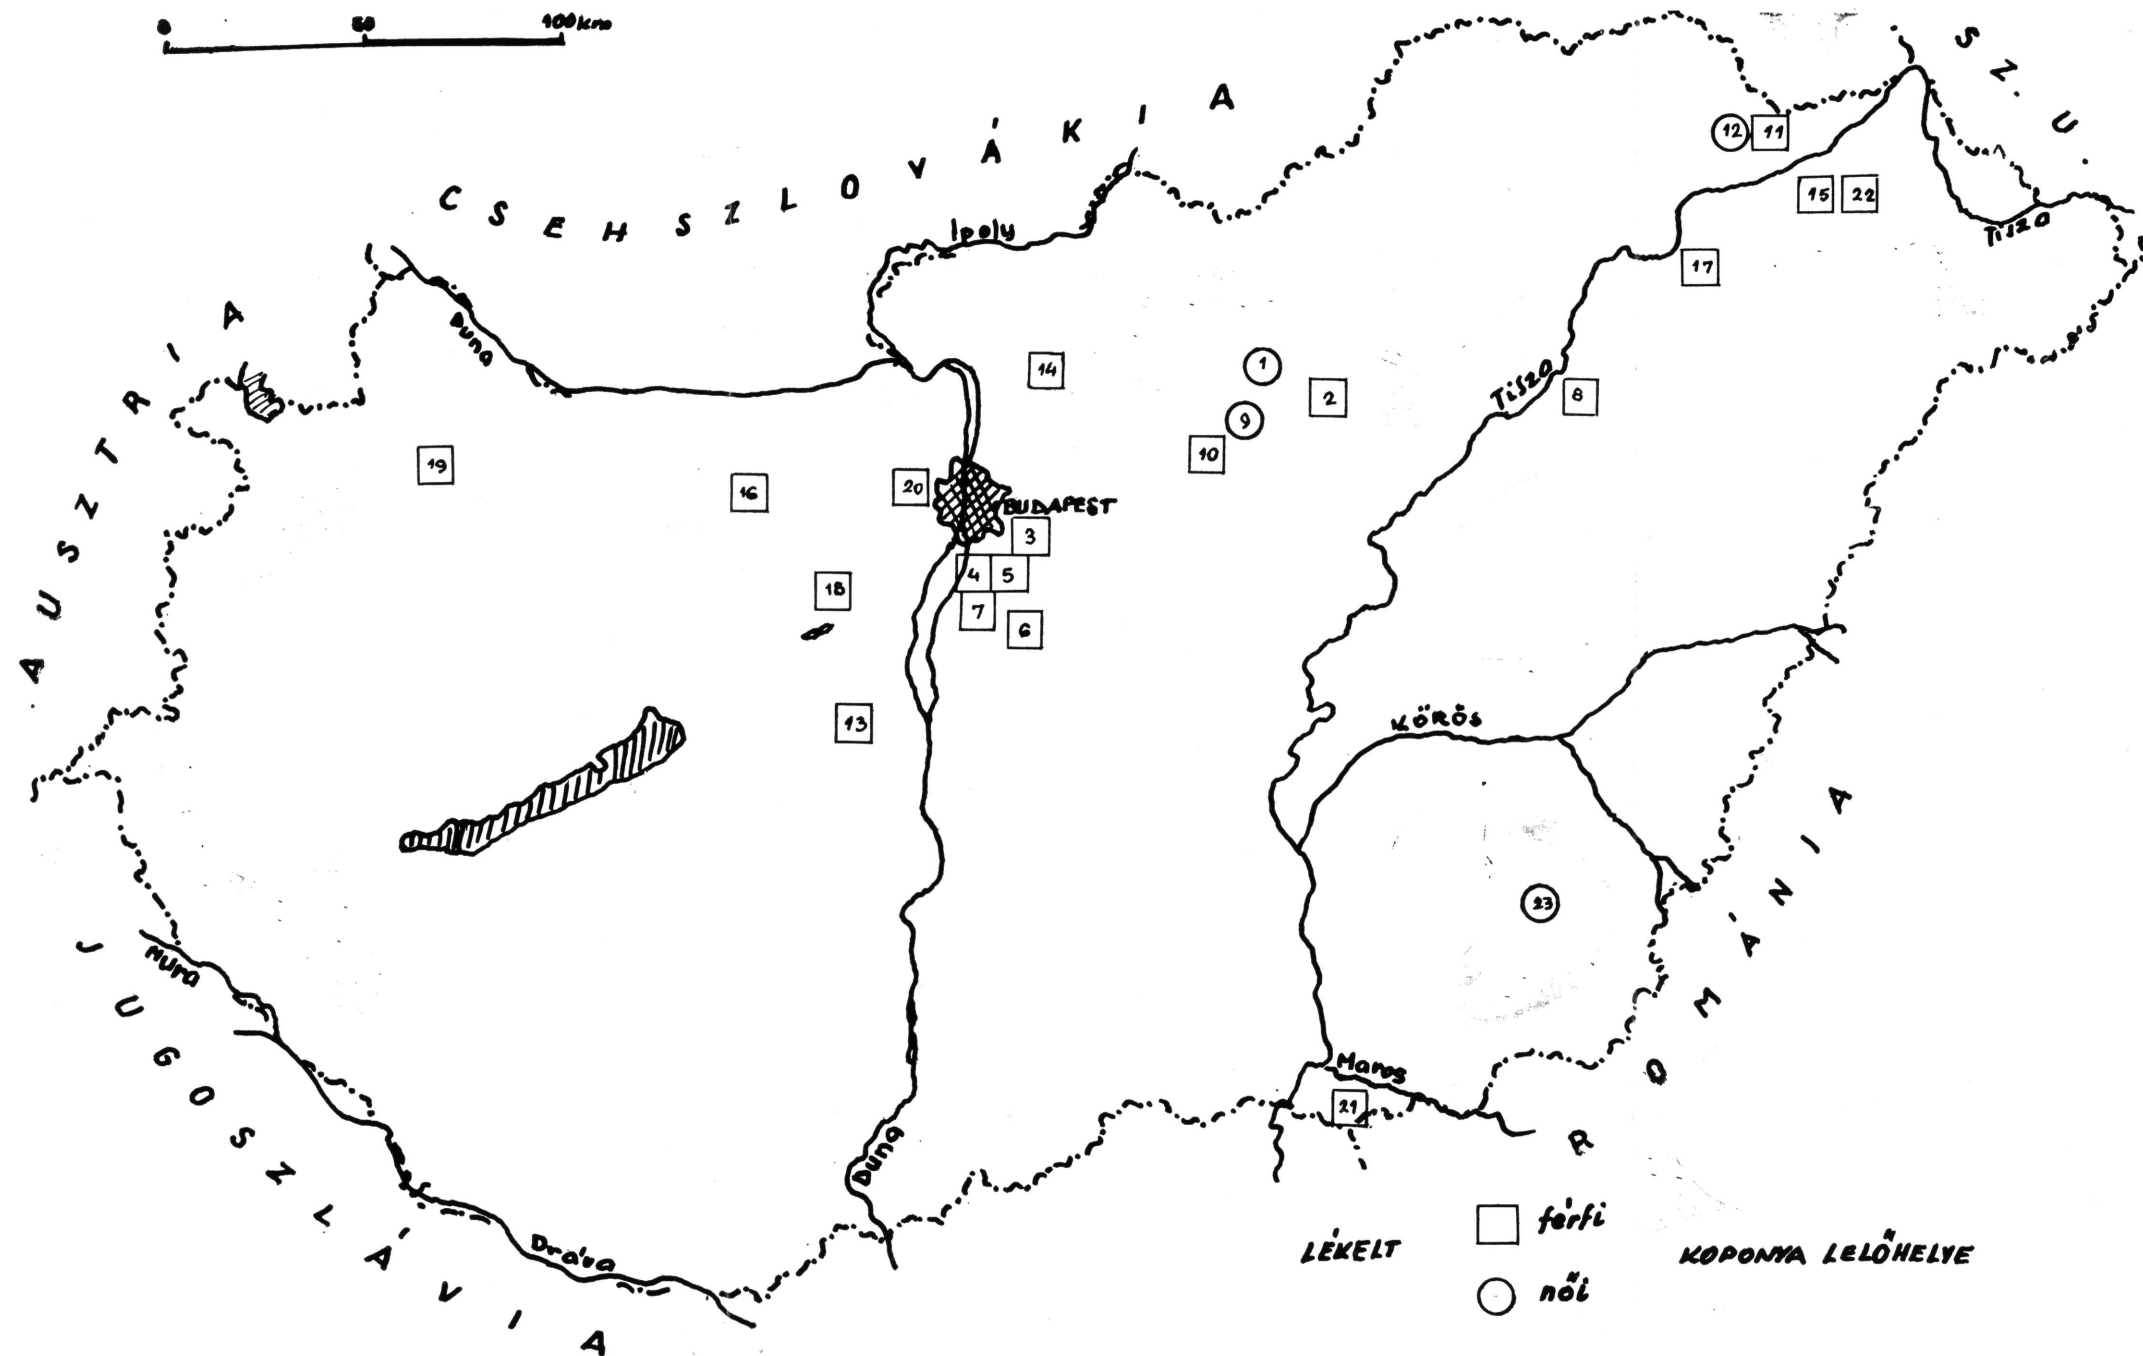 0 50 100km
CSEHSZLOVÁKIA
SZ.U.
AUSZTRIA
JUGOSZLÁVIA
ROMÁNIA
Ipoly
Duna
Tisza
Tisza
BUDAPEST
KŐRÖS
Mura
Maros
Duna
Dráva
12 11
15 22
17
14
1
2
8
9
10
19
16
20
3
4 5
18
7
6
13
23
21
LÉKELT
férfi
női
KOPONYA LELŐHELYE